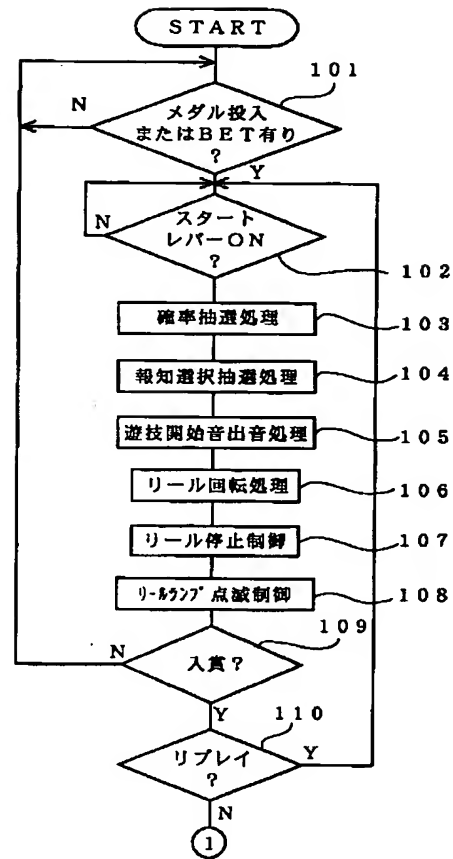 START
101
N
メダル投入
またはBET有り
?
Y
N
スタート
レバーON
?
102
確率抽選処理
103
報知選択抽選処理
104
遊技開始音出音処理
105
リール回転処理
106
リール停止制御
107
リールランプ点滅制御
108
109
N
入賞?
Y
110
リプレイ
?
Y
N
1